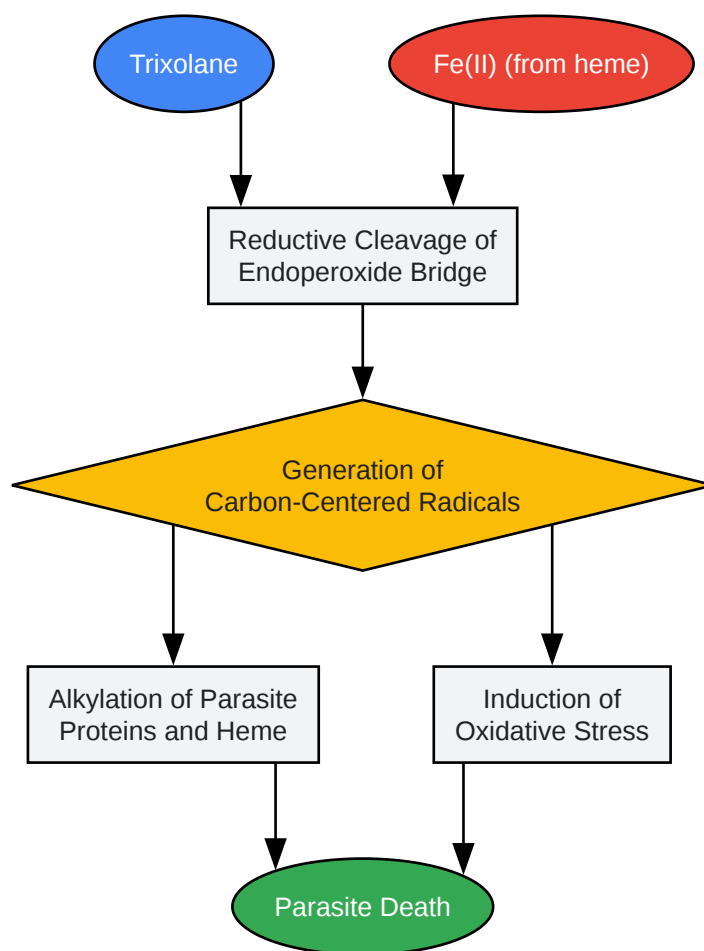 Trixolane
Fe(II) (from heme)
Reductive Cleavage of
Endoperoxide Bridge
Generation of
Carbon-Centered Radicals
Alkylation of Parasite
Proteins and Heme
Induction of
Oxidative Stress
Parasite Death